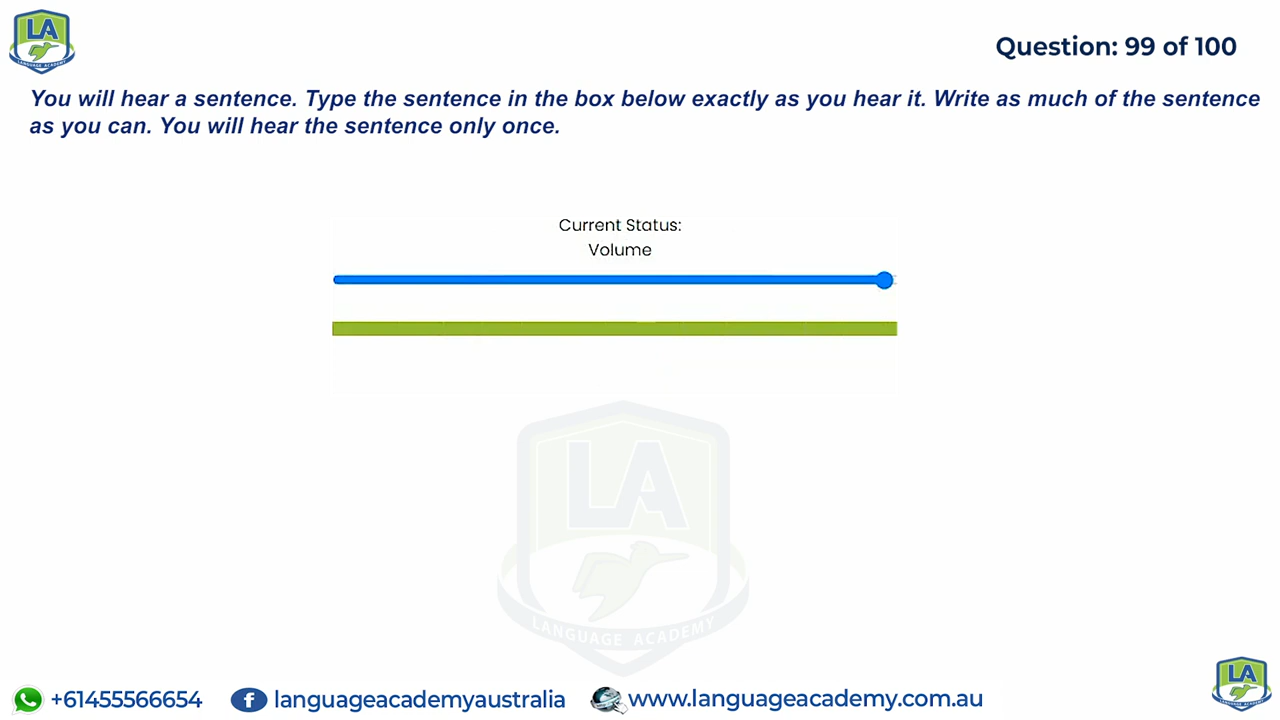 LA
LANGUAGE ACADEMY
Question: 99 of 100
You will hear a sentence. Type the sentence in the box below exactly as you hear it. Write as much of the sentence
as you can. You will hear the sentence only once.
Current Status:
Volume
LA
LANGUAGE ACADEMY
+61455566654
languageacademyaustralia
www.languageacademy.com.au
LA
LANGUAGE ACADEMY